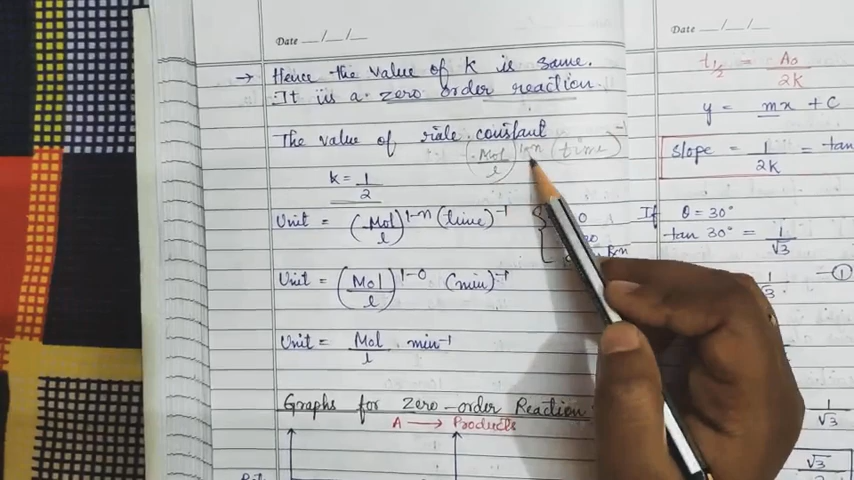 Date __/__/__
→ Hence the value of k is same.
It is a zero order reaction.
The value of rate constant
(Mol/l)^1-n (time)^-1
k = 1/2
Unit = (Mol/l)^1-n (time)^-1
Unit = (Mol/l)^1-0 (min)^-1
Unit = Mol/l . min^-1
Graphs for Zero-order Reaction
A → Products
Date __/__/__
t1/2 = A0/2k
y = mx + c
slope = 1/2k = tan
If θ = 30°
tan 30° = 1/√3
1/√3 — ①
1/√3
√3